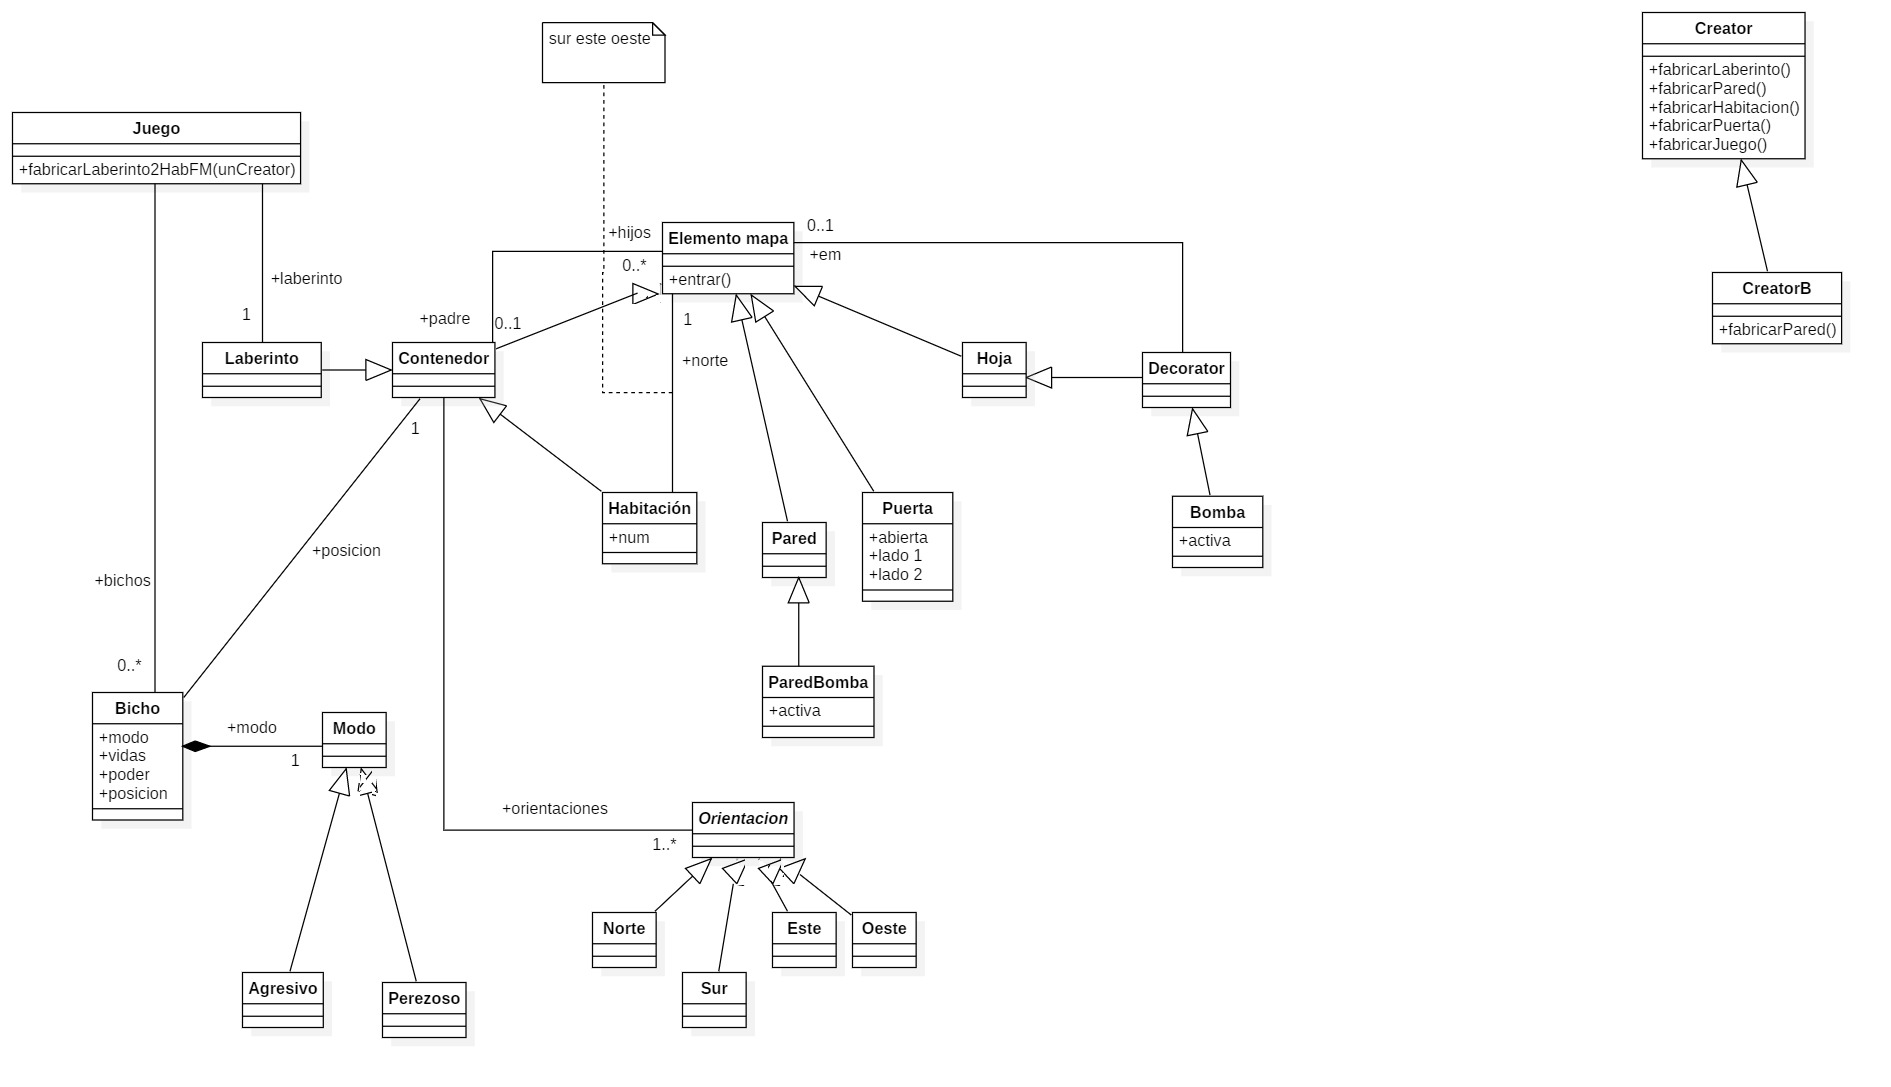 sur este oeste
Creator
+fabricarLaberinto()
+fabricarPared()
+fabricarHabitacion()
+fabricarPuerta()
+fabricarJuego()
Juego
+fabricarLaberinto2HabFM(unCreator)
+hijos
0..*
Elemento mapa
+entrar()
0..1
+em
+laberinto
1
+padre
0..1
1
+norte
CreatorB
+fabricarPared()
Laberinto
Contenedor
Hoja
Decorator
1
+posicion
Habitación
+num
Pared
Puerta
+abierta
+lado 1
+lado 2
Bomba
+activa
+bichos
0..*
ParedBomba
+activa
Bicho
+modo
+vidas
+poder
+posicion
+modo
1
Modo
+orientaciones
1..*
Orientacion
Norte
Este
Oeste
Sur
Agresivo
Perezoso